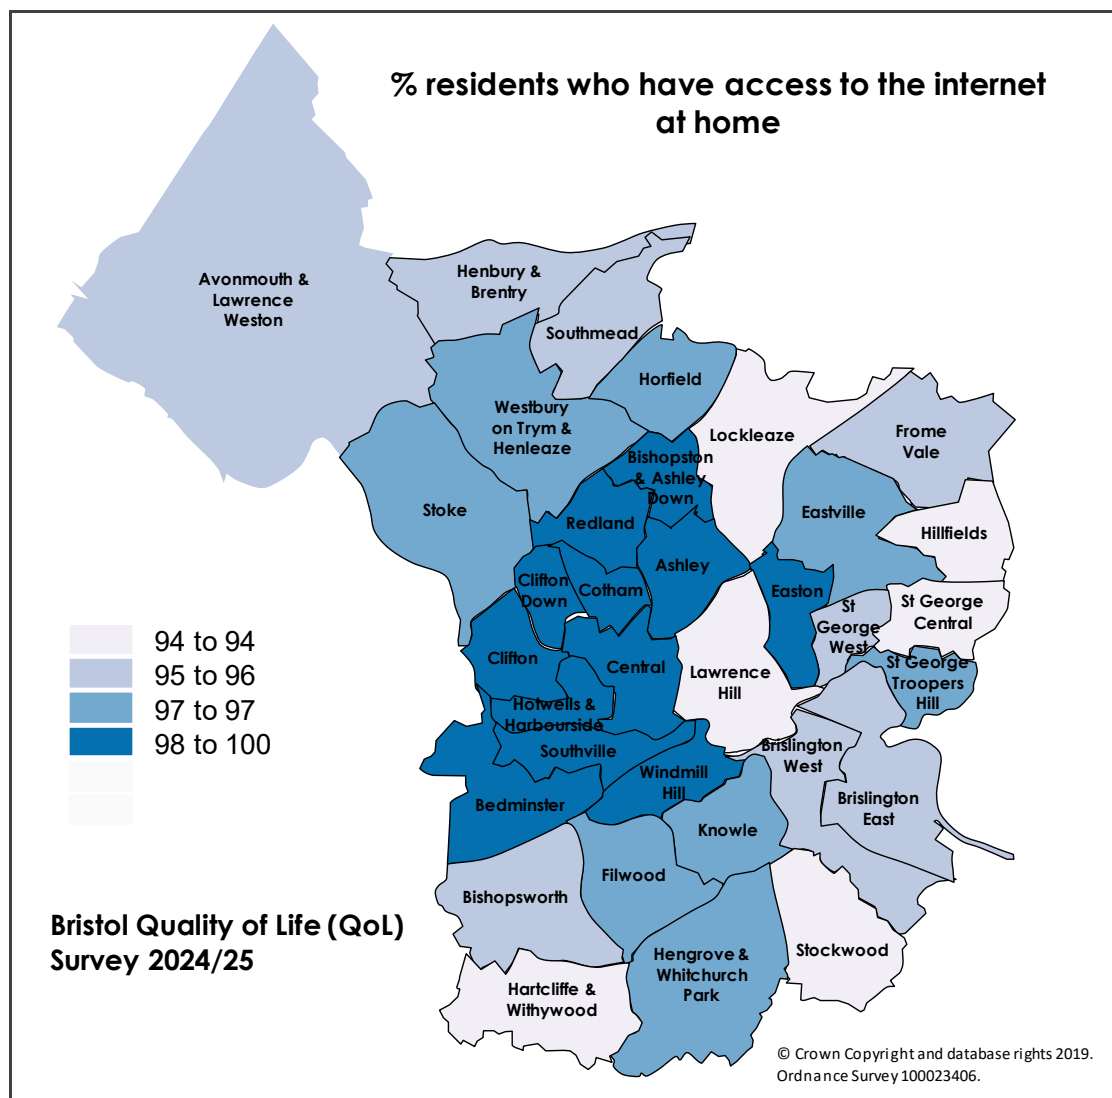 % residents who have access to the internet
at home
Avonmouth &
Lawrence
Weston
Henbury &
Brentry
Southmead
Horfield
Westbury
on Trym &
Henleaze
Lockleaze
Frome
Vale
Bishopston
& Ashley
Down
Stoke
Redland
Eastville
Hillfields
Ashley
Clifton
Down
Cotham
Easton
St
George
West
St George
Central
Clifton
Central
Lawrence
Hill
St George
Troopers
Hill
Hotwells &
Harbourside
Southville
Windmill
Hill
Brislington
West
Bedminster
Brislington
East
Knowle
Filwood
Bishopsworth
Stockwood
Hengrove &
Whitchurch
Park
Hartcliffe &
Withywood
94 to 94
95 to 96
97 to 97
98 to 100
Bristol Quality of Life (QoL)
Survey 2024/25
© Crown Copyright and database rights 2019.
Ordnance Survey 100023406.